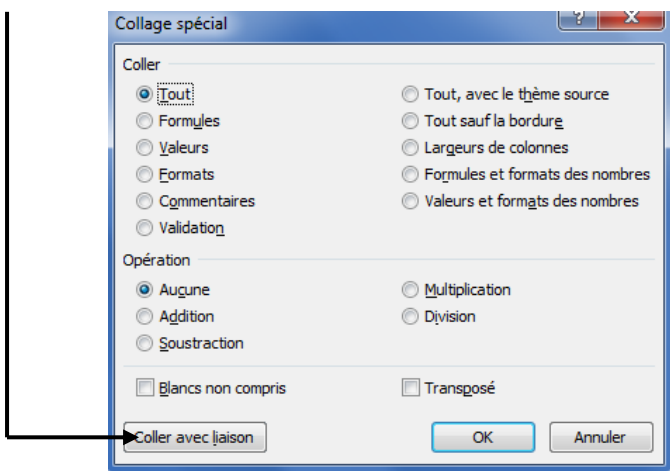 Collage spécial
? X
Coller
Tout
Formules
Valeurs
Formats
Commentaires
Validation
Tout, avec le thème source
Tout sauf la bordure
Largeurs de colonnes
Formules et formats des nombres
Valeurs et formats des nombres
Opération
Aucune
Addition
Soustraction
Multiplication
Division
Blancs non compris
Transposé
Coller avec liaison
OK
Annuler